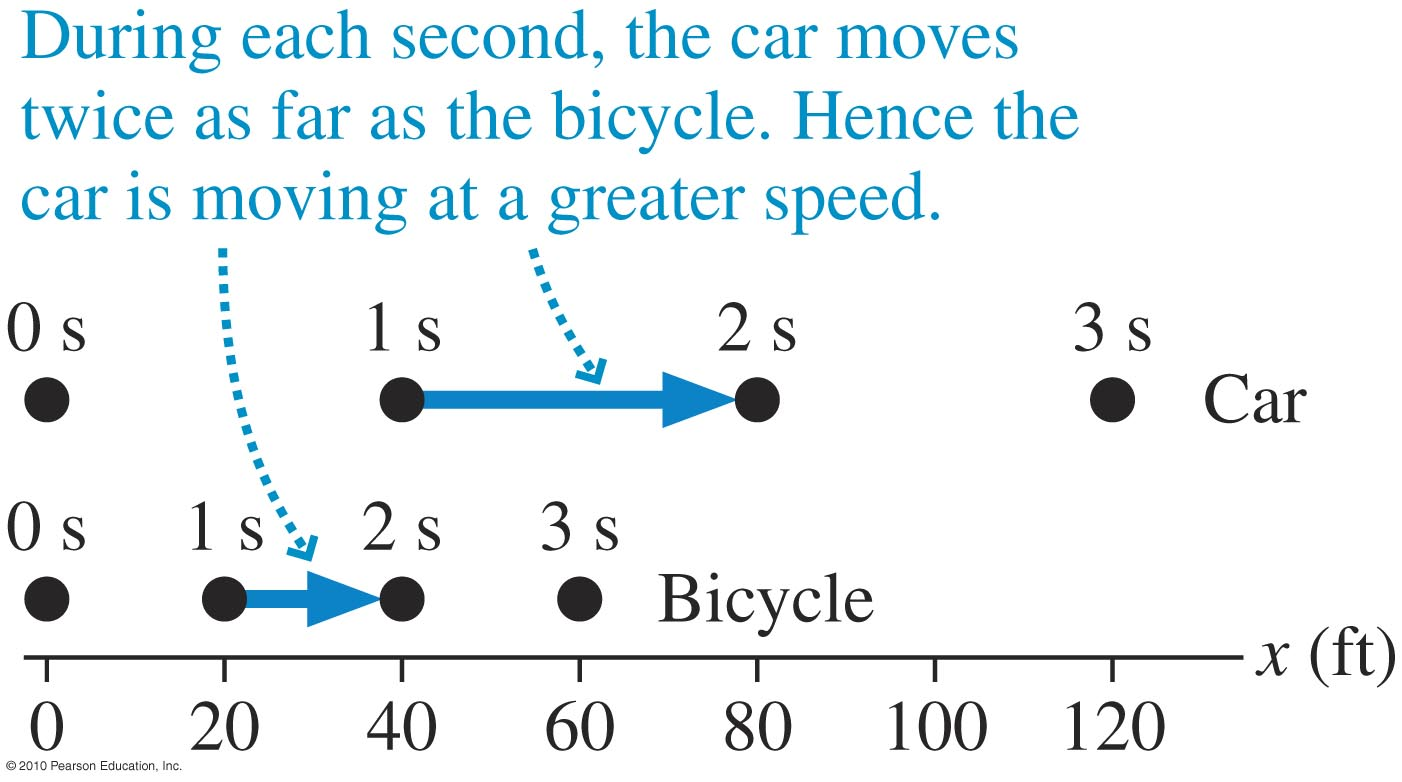 During each second, the car moves
twice as far as the bicycle. Hence the
car is moving at a greater speed.
0 s 1 s 2 s 3 s
Car
0 s 1 s 2 s 3 s
Bicycle
x (ft)
0 20 40 60 80 100 120
© 2010 Pearson Education, Inc.